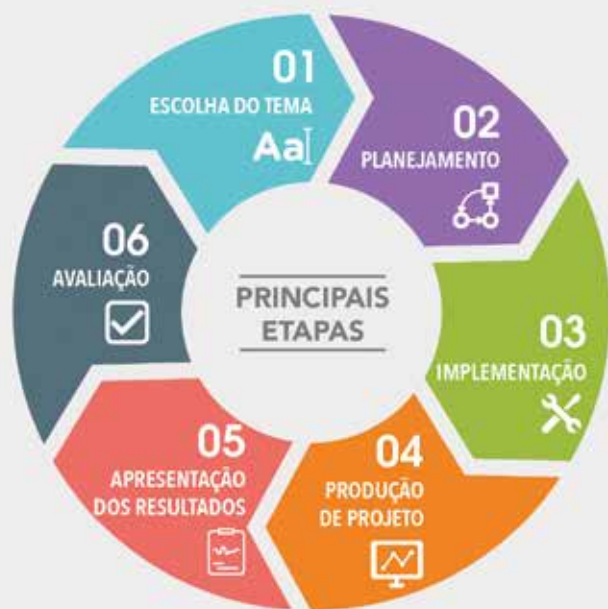 PRINCIPAIS
ETAPAS
01
ESCOLHA DO TEMA
Aa
02
PLANEJAMENTO
03
IMPLEMENTAÇÃO
04
PRODUÇÃO
DE PROJETO
05
APRESENTAÇÃO
DOS RESULTADOS
06
AVALIAÇÃO